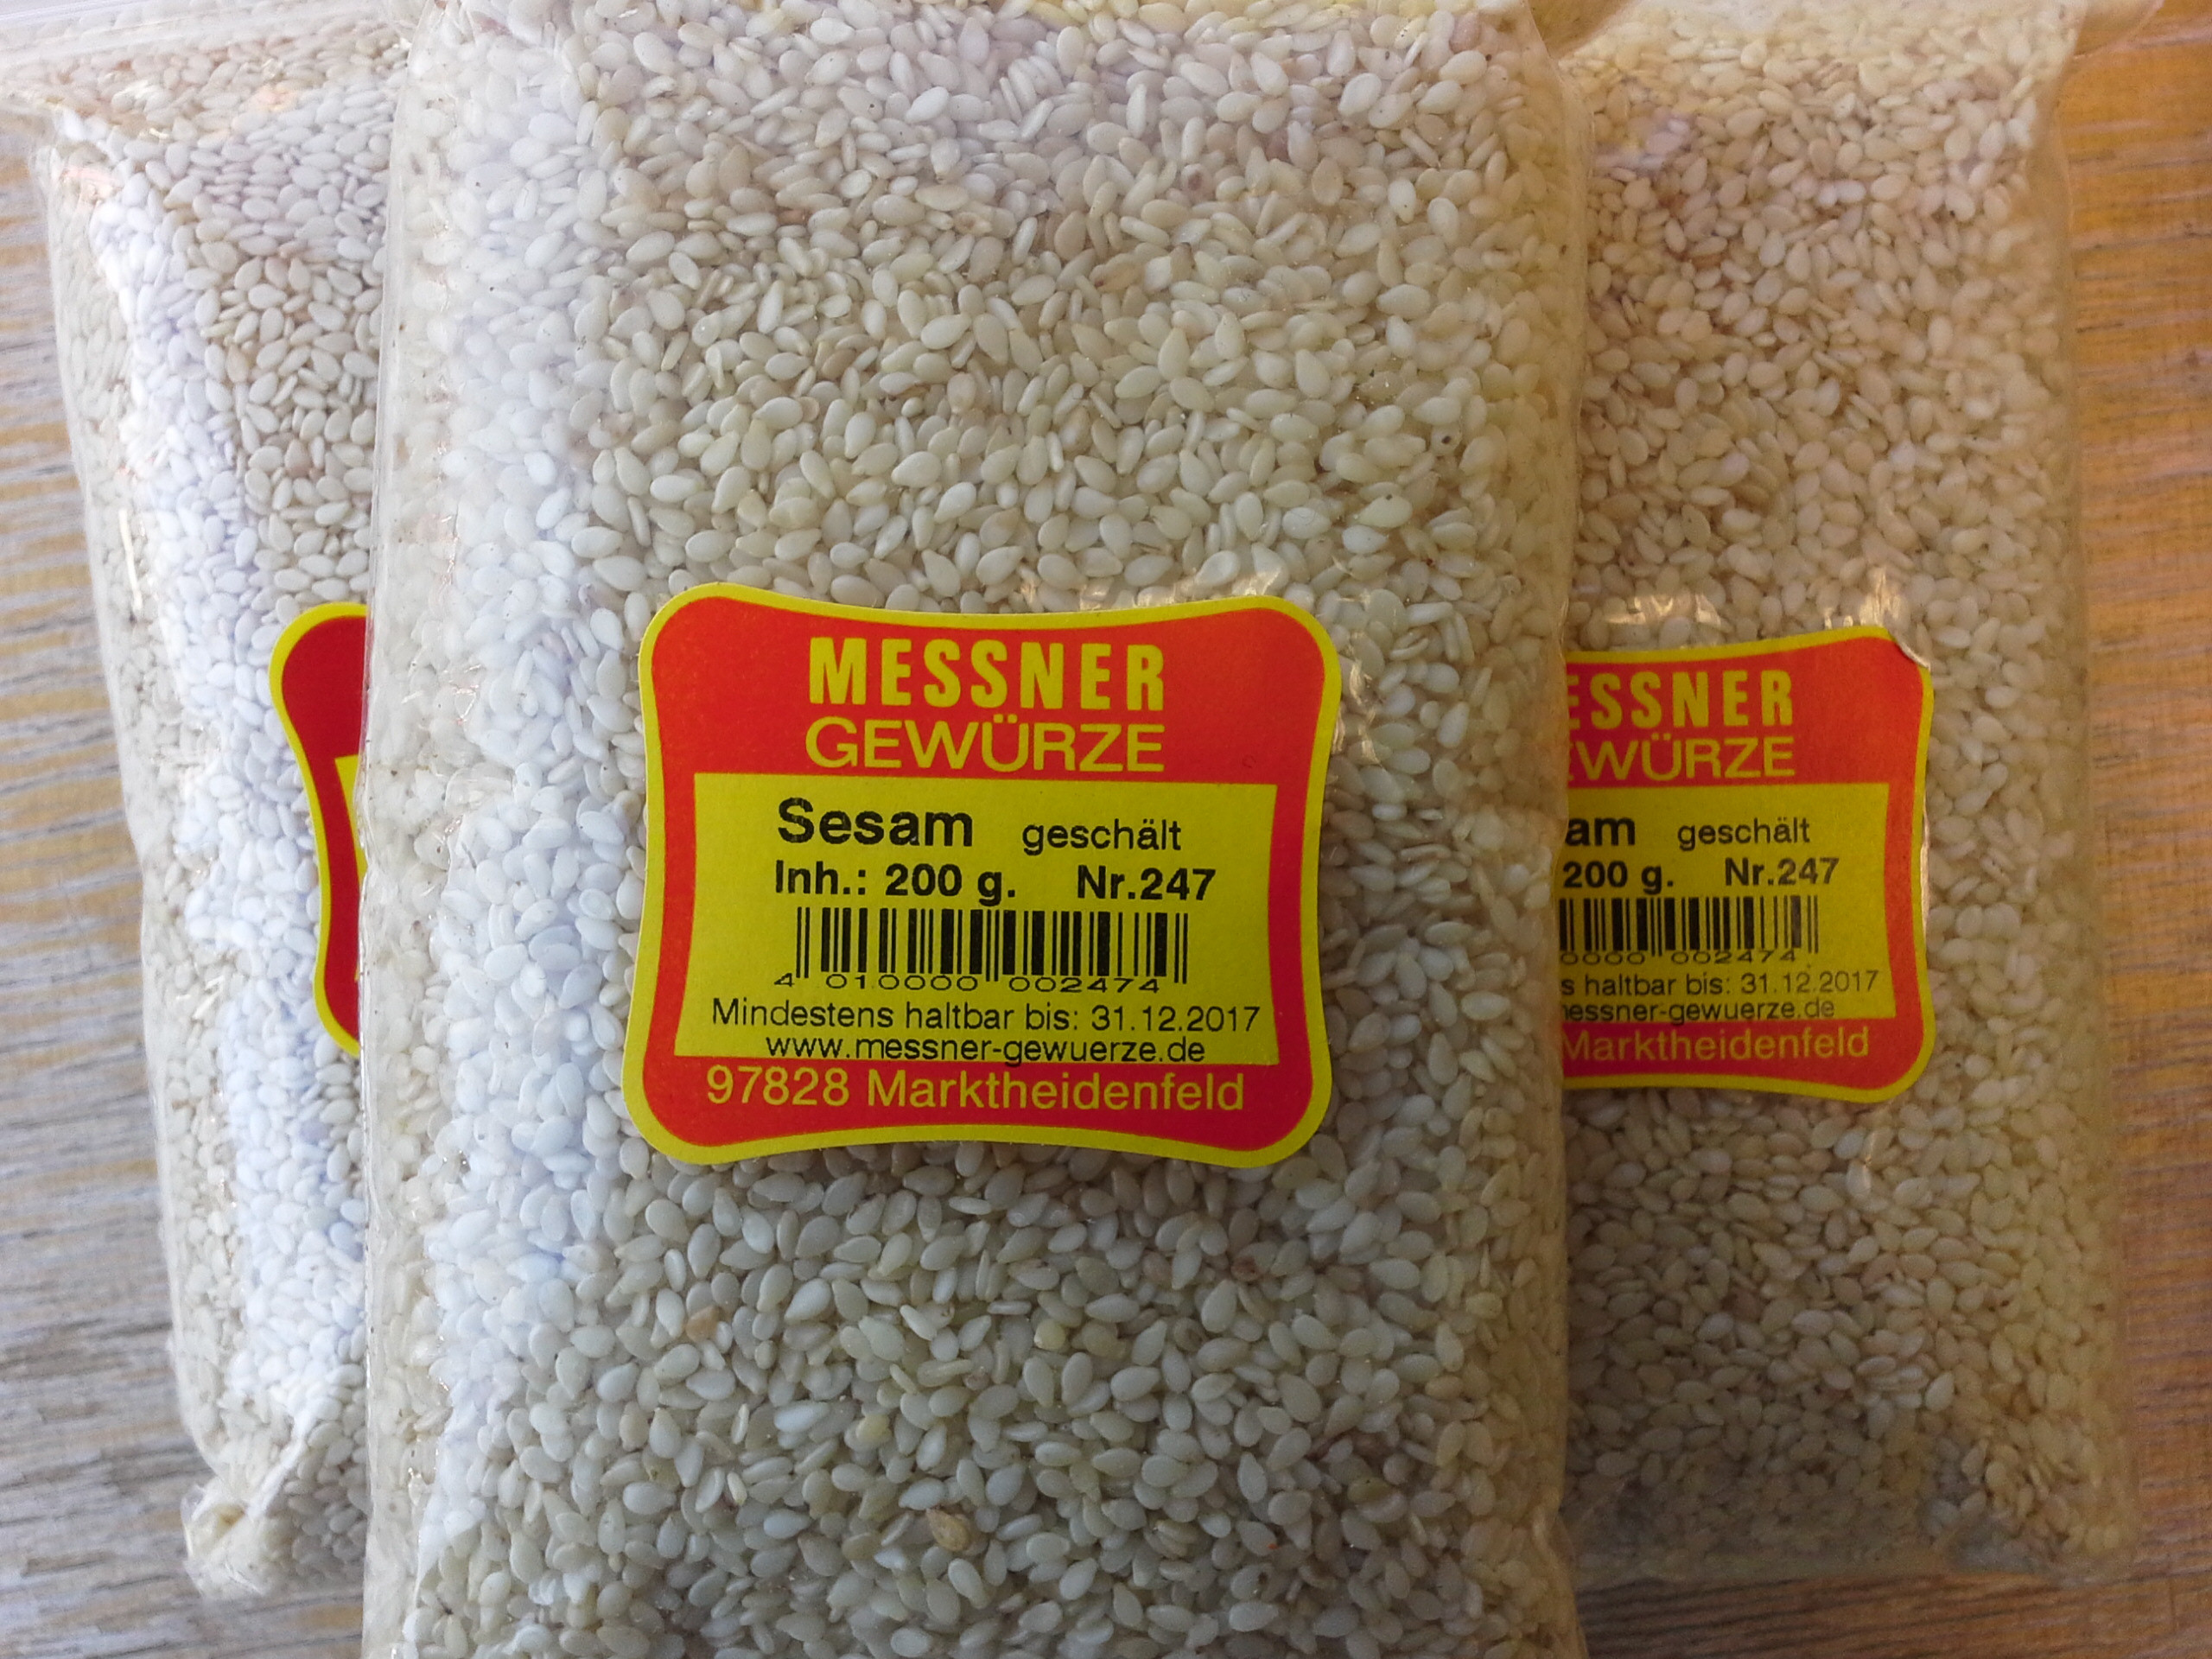 MESSNER
GEWÜRZE
Sesam geschält
Inh.: 200 g. Nr.247
4 010000 002474
Mindestens haltbar bis: 31.12.2017
www.messner-gewuerze.de
97828 Marktheidenfeld
ESSNER
WÜRZE
am geschält
200 g. Nr.247
0000 002474
s haltbar bis: 31.12.2017
essner-gewuerze.de
Marktheidenfeld